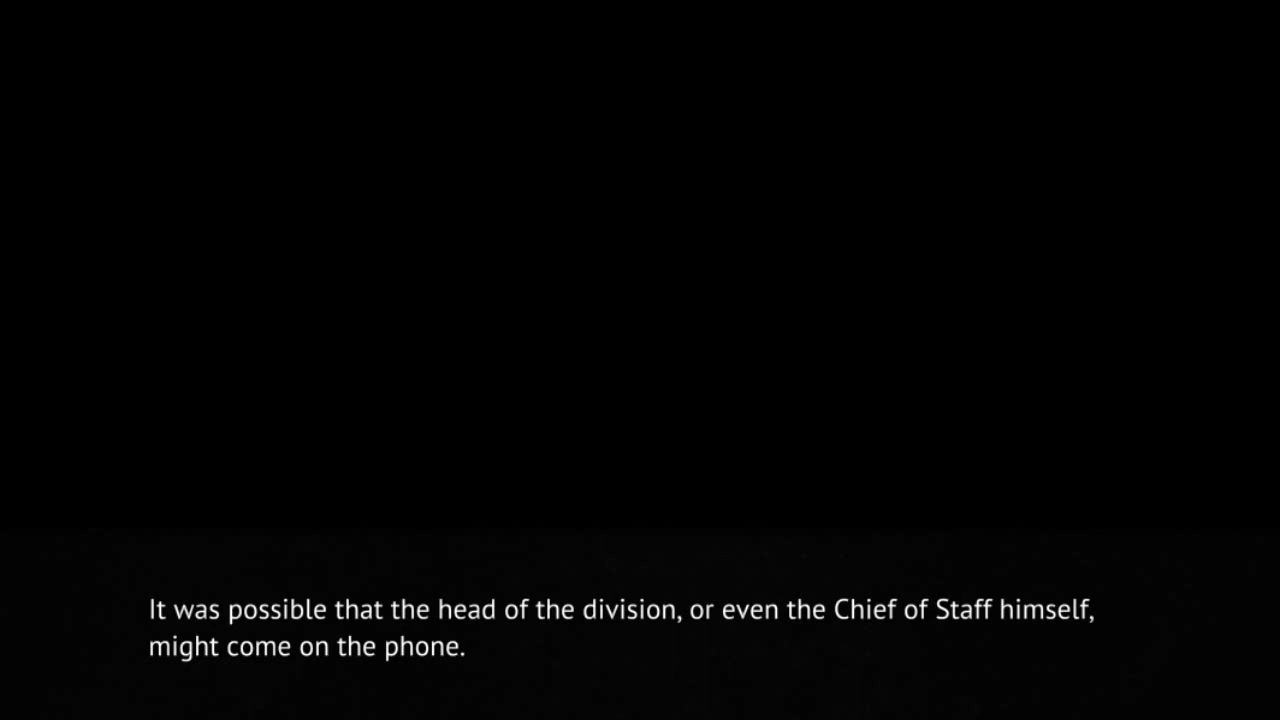 It was possible that the head of the division, or even the Chief of Staff himself,
might come on the phone.